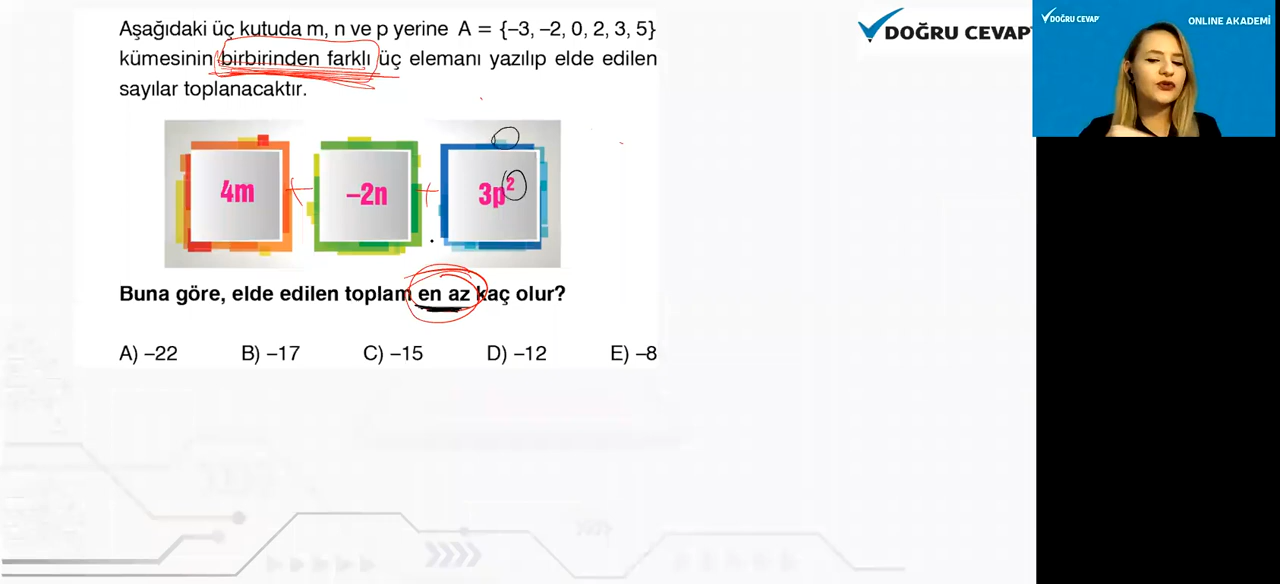 Aşağıdaki üç kutuda m, n ve p yerine A = {–3, –2, 0, 2, 3, 5}
kümesinin birbirinden farklı üç elemanı yazılıp elde edilen
sayılar toplanacaktır.
4m + –2n + 3p²
Buna göre, elde edilen toplam en az kaç olur?
A) –22 B) –17 C) –15 D) –12 E) –8
DOĞRU CEVAP
DOĞRU CEVAP
ONLINE AKADEMİ